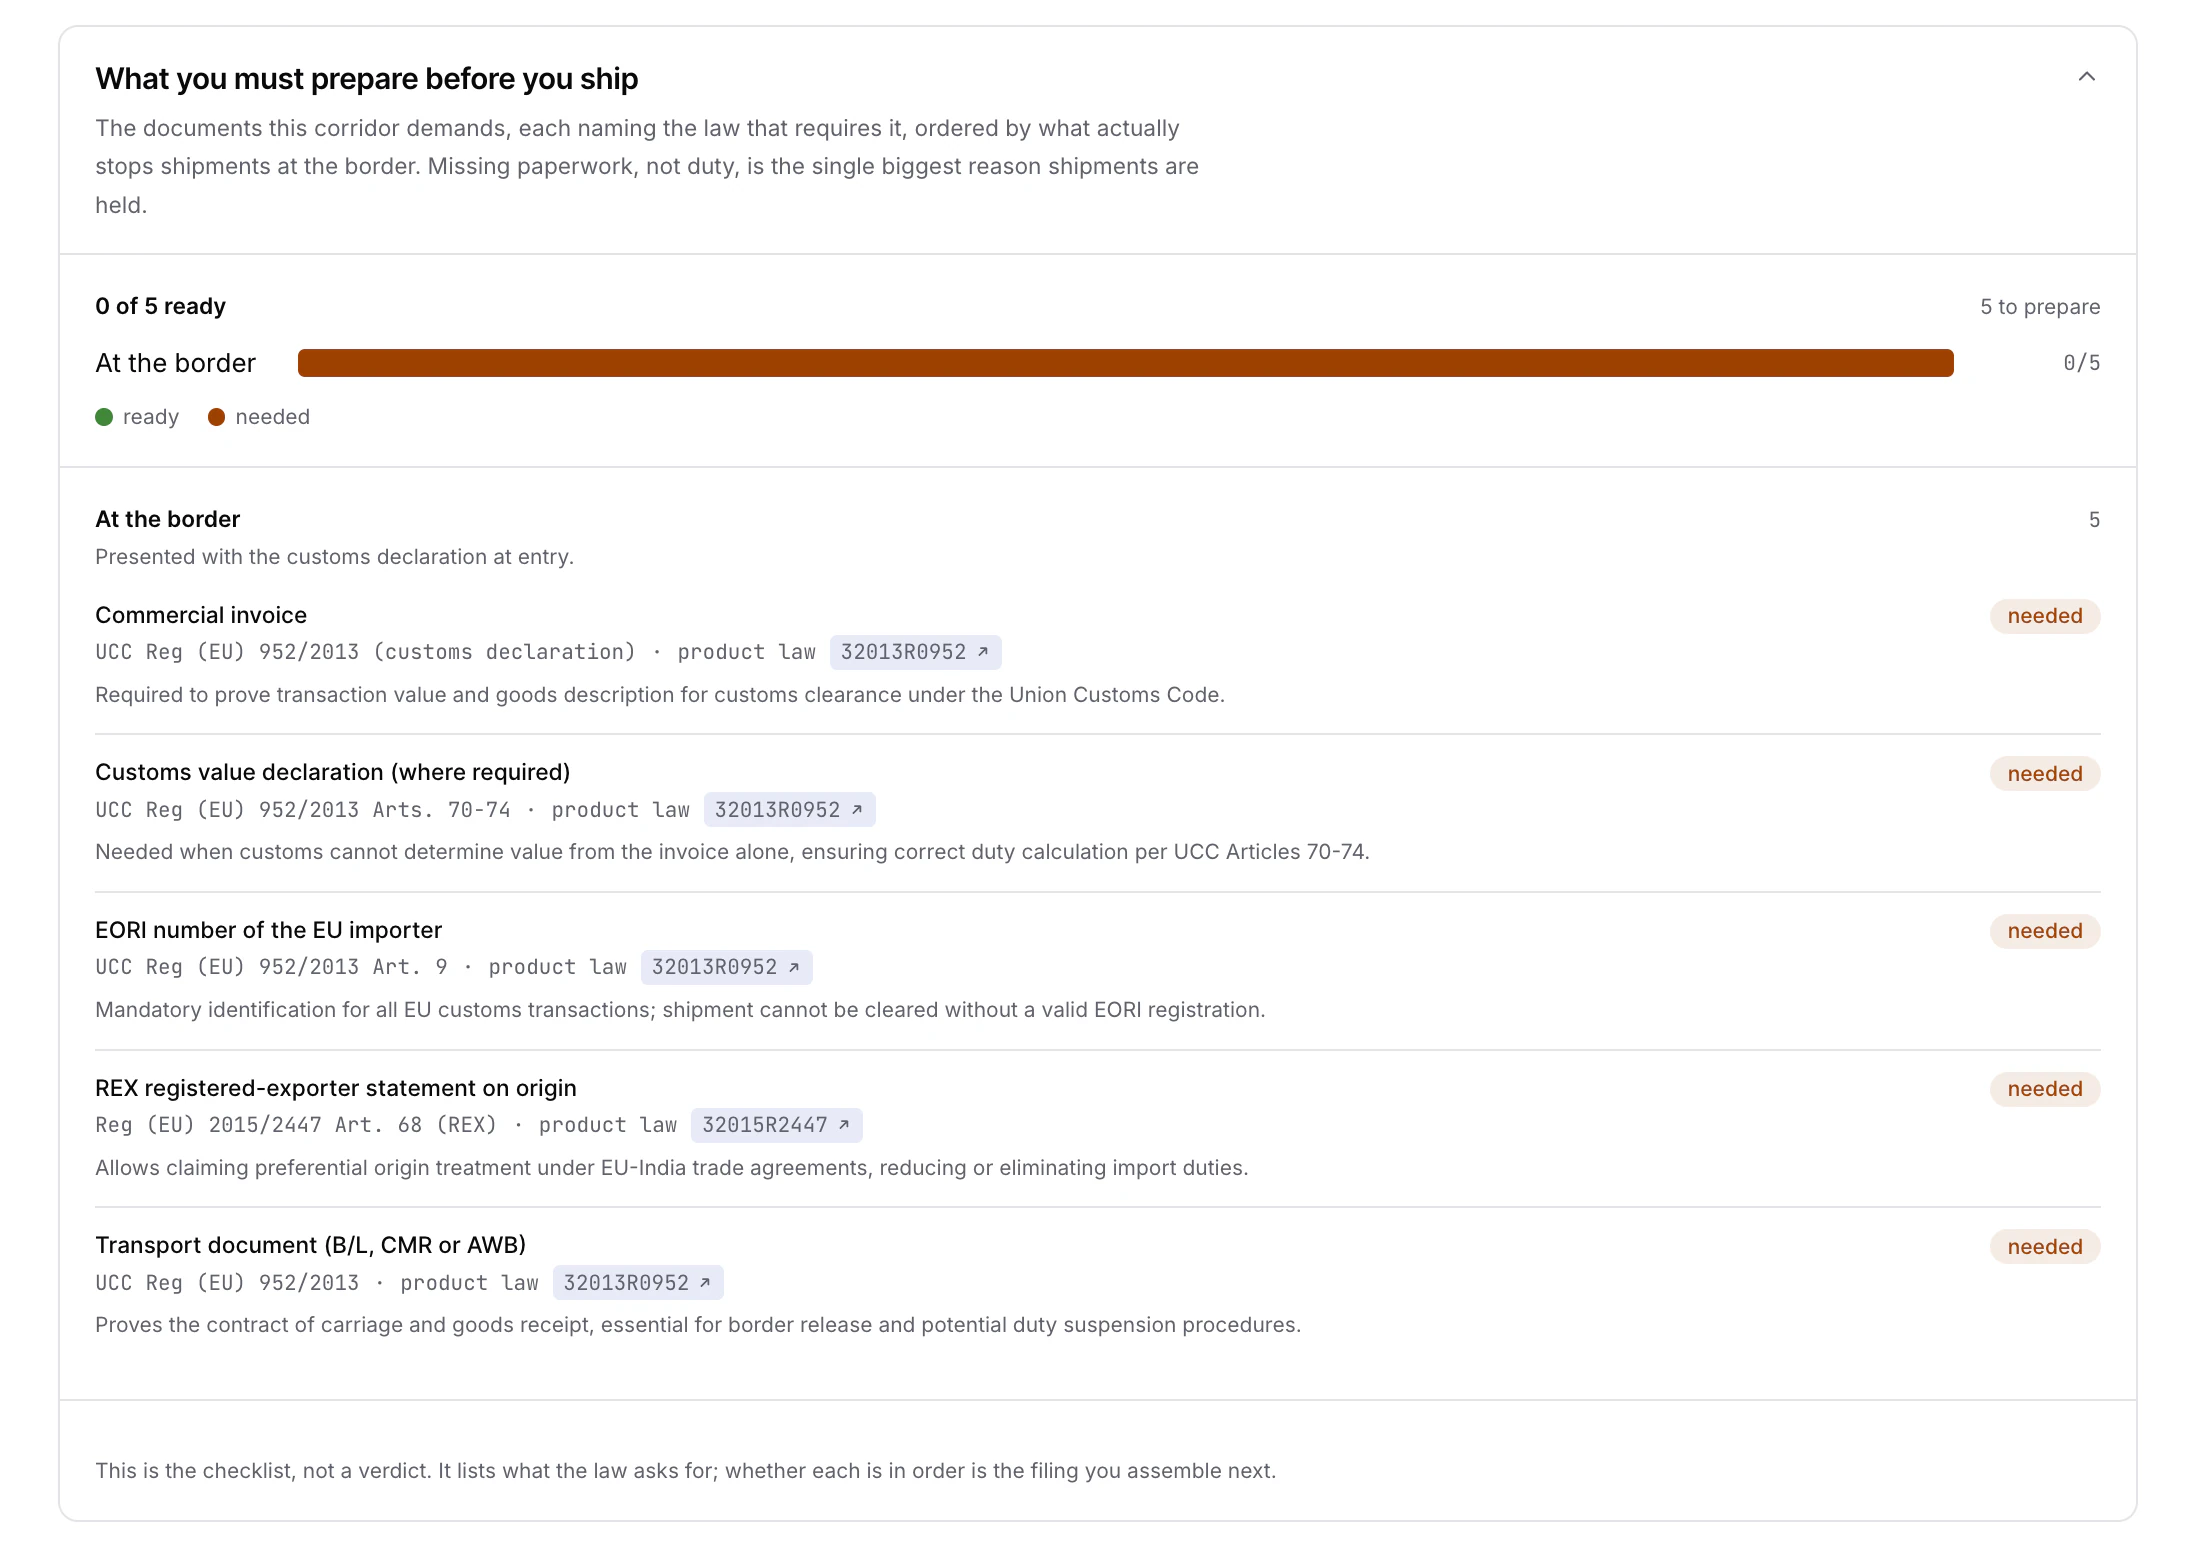 What you must prepare before you ship
The documents this corridor demands, each naming the law that requires it, ordered by what actually
stops shipments at the border. Missing paperwork, not duty, is the single biggest reason shipments are
held.
0 of 5 ready
5 to prepare
At the border
0/5
ready
needed
At the border
5
Presented with the customs declaration at entry.
Commercial invoice
needed
UCC Reg (EU) 952/2013 (customs declaration) · product law 32013R0952 ↗
Required to prove transaction value and goods description for customs clearance under the Union Customs Code.
Customs value declaration (where required)
needed
UCC Reg (EU) 952/2013 Arts. 70-74 · product law 32013R0952 ↗
Needed when customs cannot determine value from the invoice alone, ensuring correct duty calculation per UCC Articles 70-74.
EORI number of the EU importer
needed
UCC Reg (EU) 952/2013 Art. 9 · product law 32013R0952 ↗
Mandatory identification for all EU customs transactions; shipment cannot be cleared without a valid EORI registration.
REX registered-exporter statement on origin
needed
Reg (EU) 2015/2447 Art. 68 (REX) · product law 32015R2447 ↗
Allows claiming preferential origin treatment under EU-India trade agreements, reducing or eliminating import duties.
Transport document (B/L, CMR or AWB)
needed
UCC Reg (EU) 952/2013 · product law 32013R0952 ↗
Proves the contract of carriage and goods receipt, essential for border release and potential duty suspension procedures.
This is the checklist, not a verdict. It lists what the law asks for; whether each is in order is the filing you assemble next.